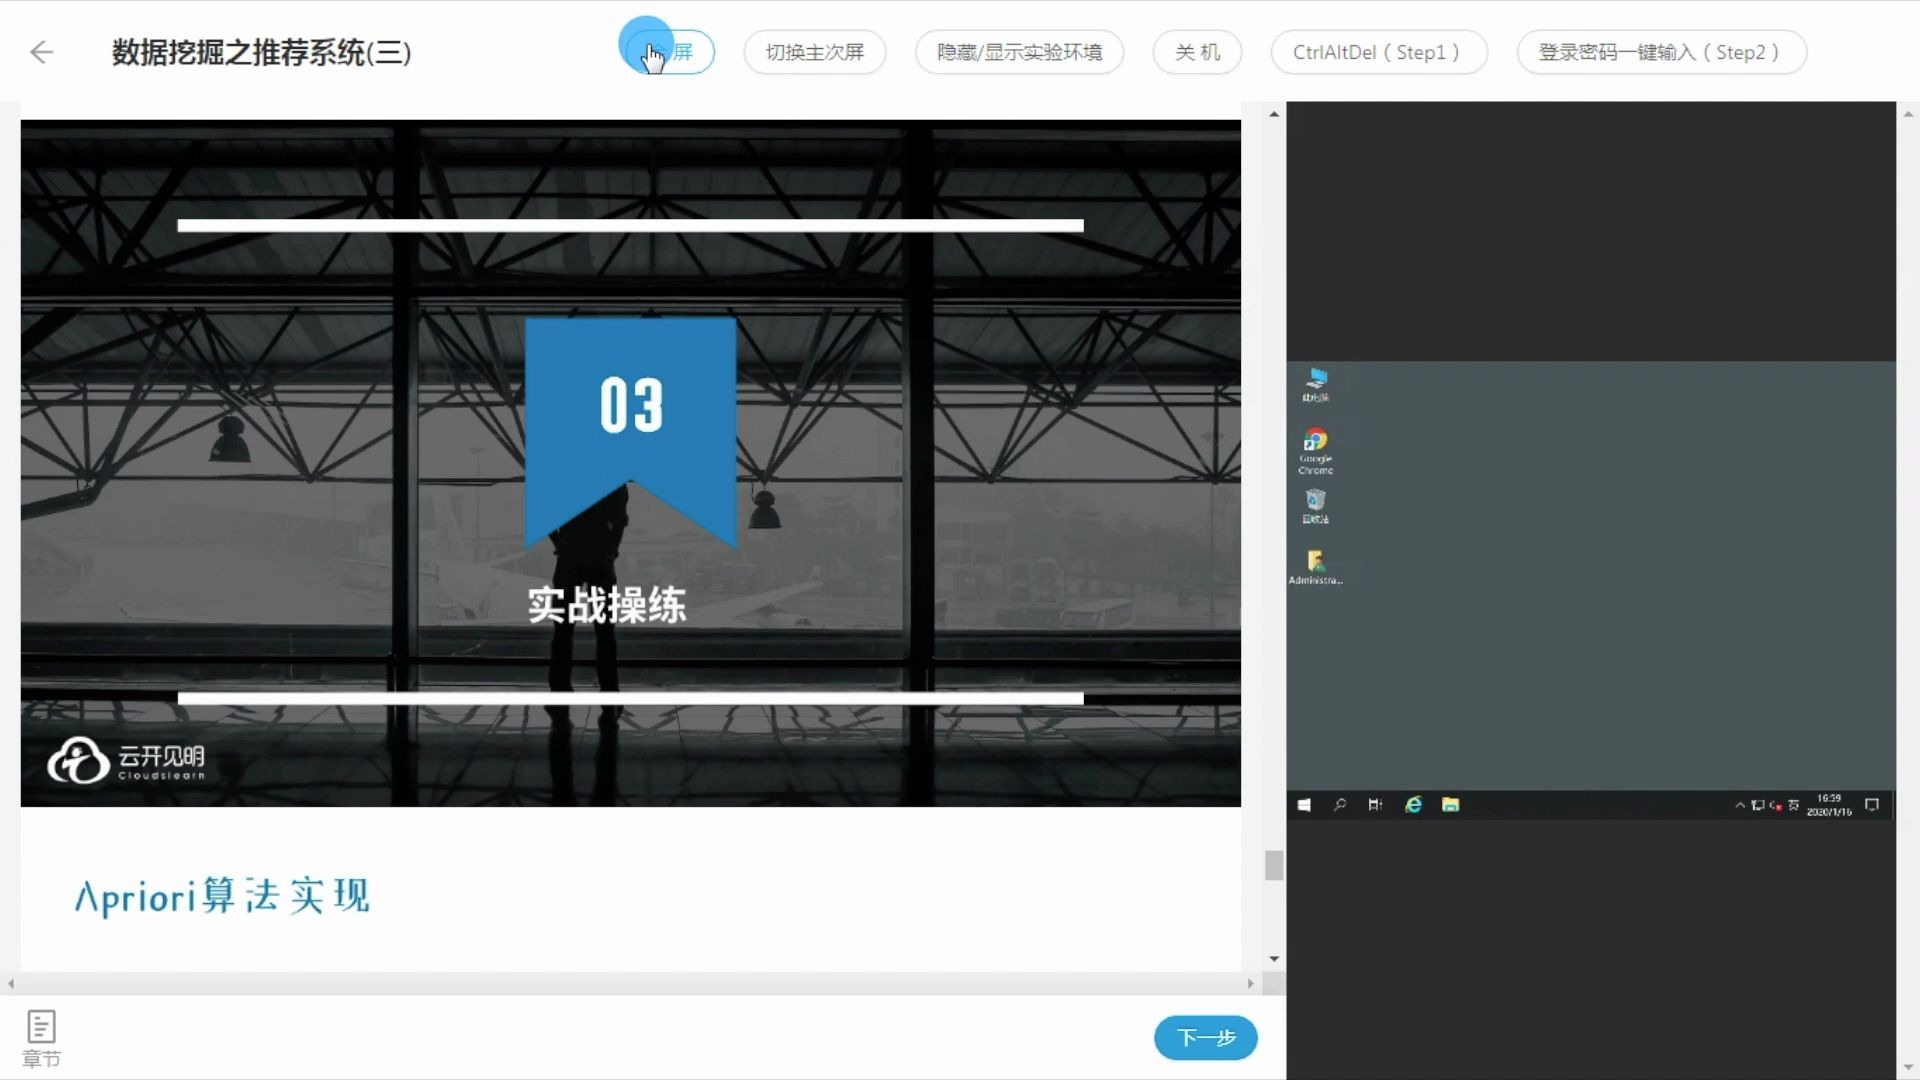 数据挖掘之推荐系统(三)
屏
切换主次屏
隐藏/显示实验环境
关 机
CtrlAltDel（Step1）
登录密码一键输入（Step2）
03
实战操练
云开见明
Cloudslearn
Apriori算法实现
此电脑
Google
Chrome
回收站
Administra...
英
16:59
2020/1/16
章节
下一步